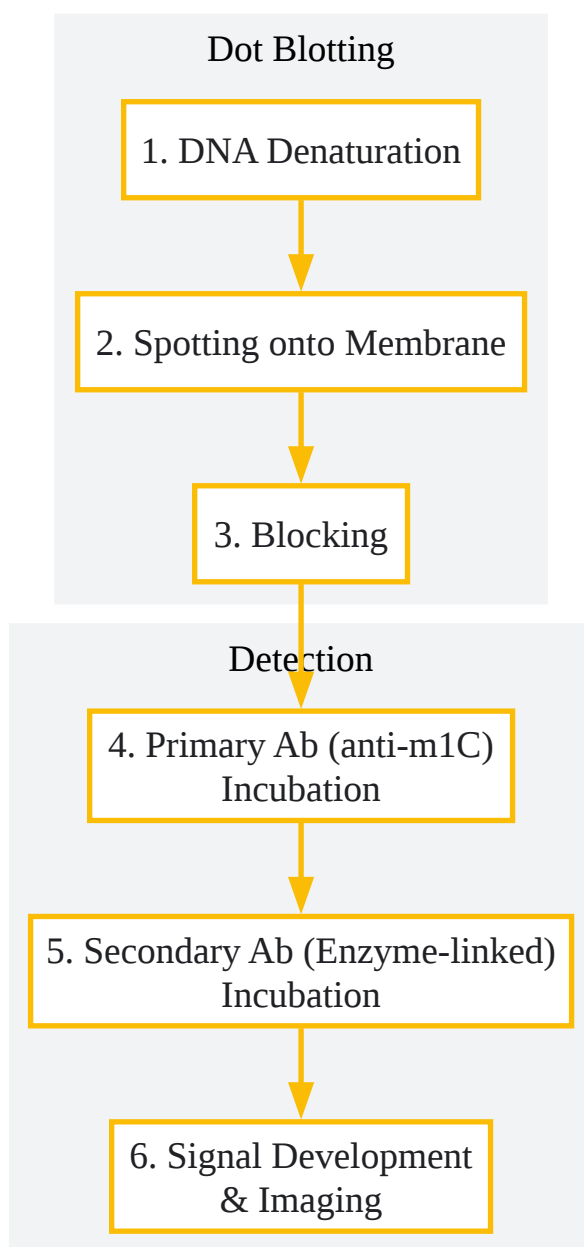 Dot Blotting
1. DNA Denaturation
2. Spotting onto Membrane
3. Blocking
Detection
4. Primary Ab (anti-m1C)
Incubation
5. Secondary Ab (Enzyme-linked)
Incubation
6. Signal Development
& Imaging